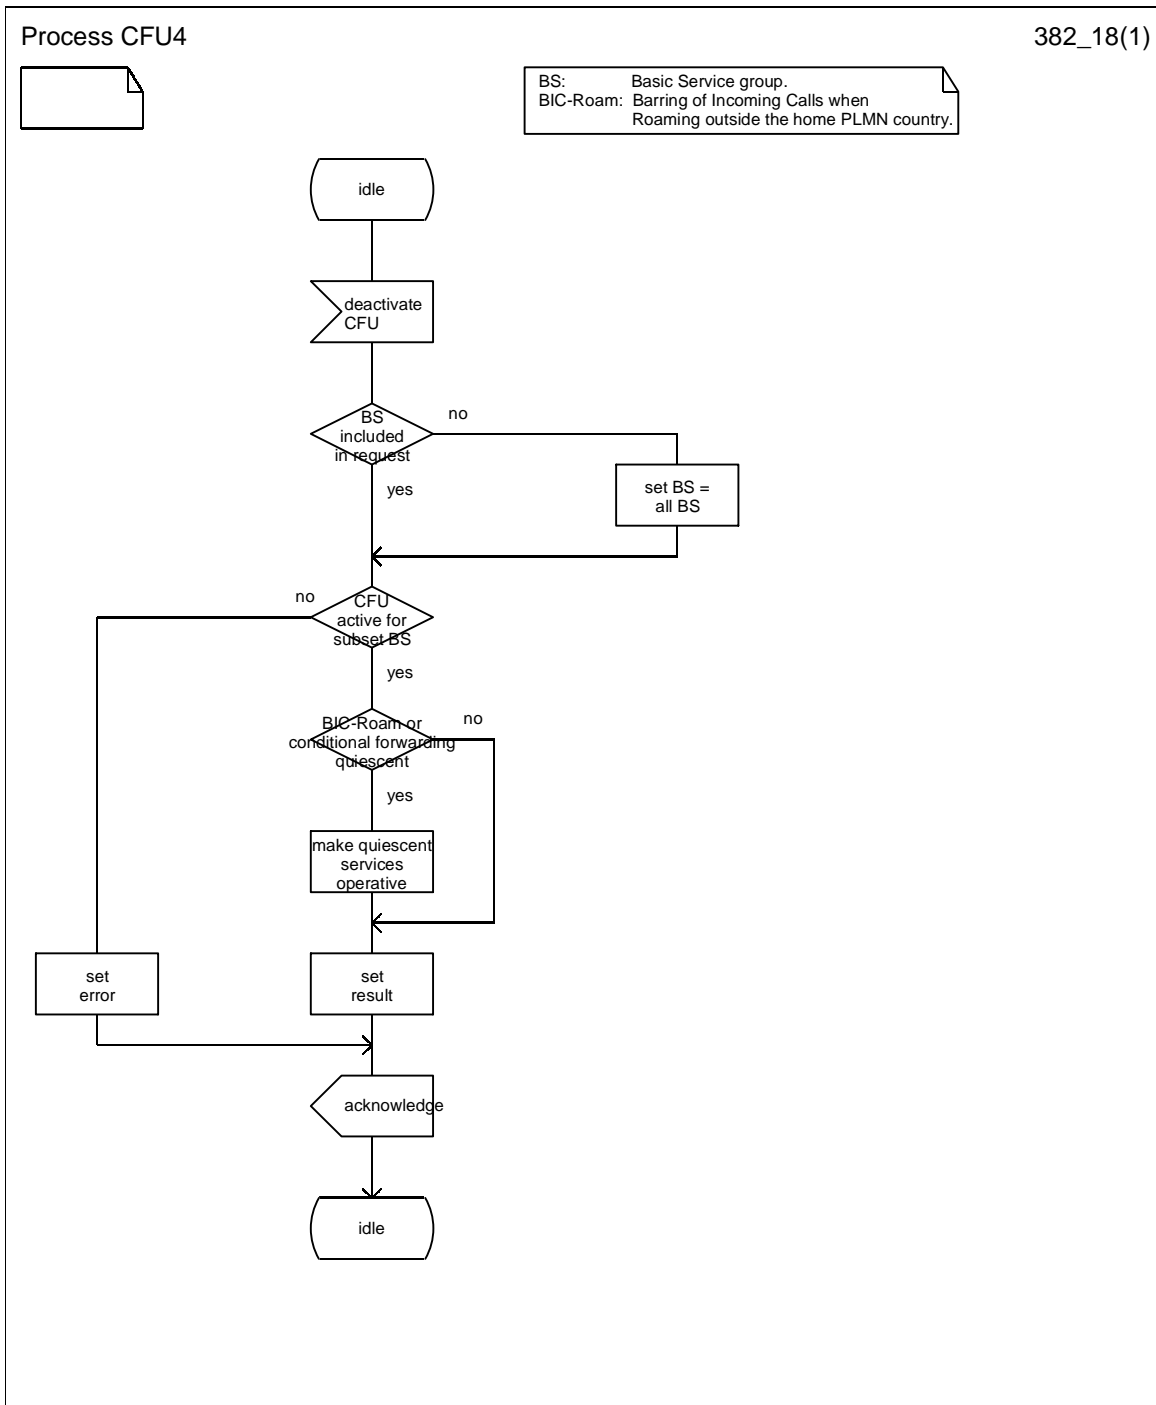 Process CFU4
382_18(1)
BS: Basic Service group.
BIC-Roam: Barring of Incoming Calls when
Roaming outside the home PLMN country.
idle
deactivate
CFU
BS
included
in request
no
yes
set BS =
all BS
no
CFU
active for
subset BS
yes
BIC-Roam or
conditional forwarding
quiescent
no
yes
make quiescent
services
operative
set
error
set
result
acknowledge
idle